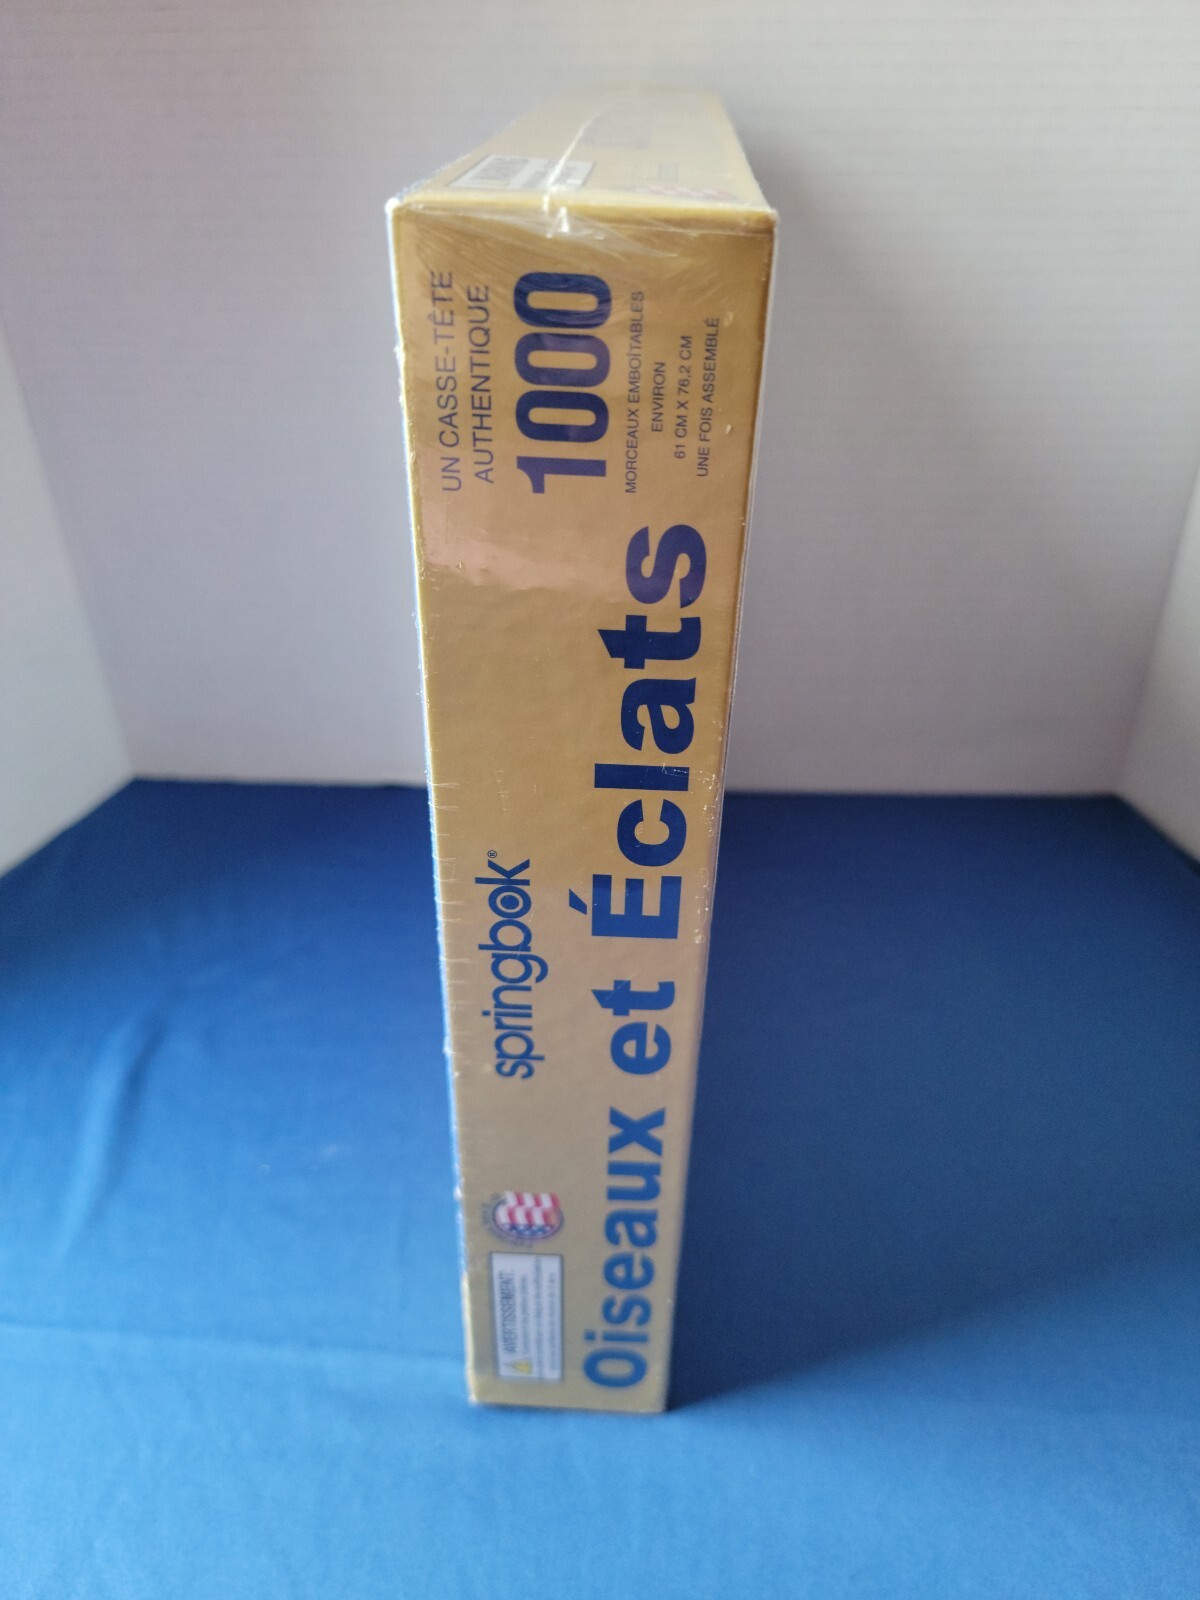 UN CASSE-TÊTE
AUTHENTIQUE
1000
MORCEAUX EMBOÎTABLES
ENVIRON
61 CM X 76,2 CM
UNE FOIS ASSEMBLÉ
springbok®
Oiseaux et Éclats
AVERTISSEMENT: